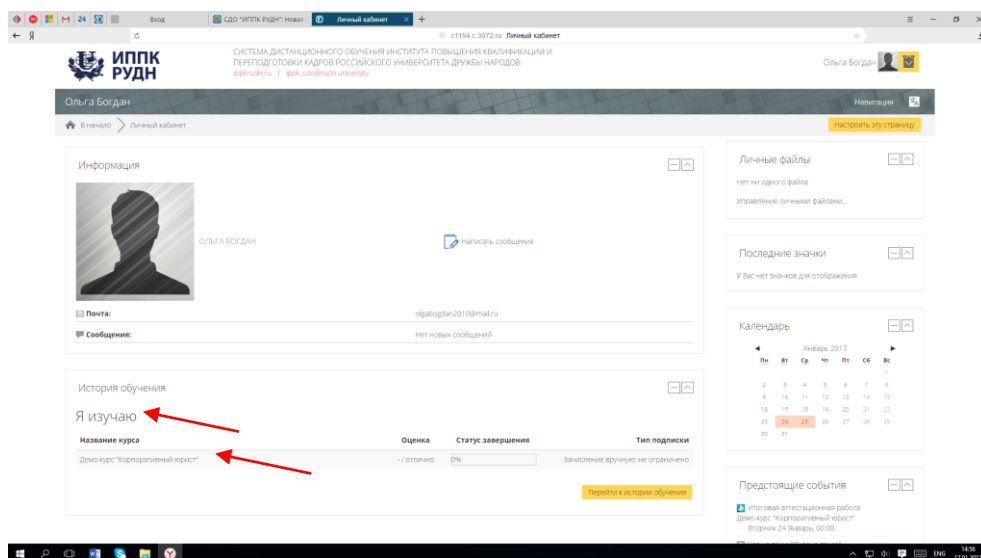 24
Вход
СДО "ИППК РУДН": Новая
Личный кабинет
c1194.c.3072.ru Личный кабинет
ИППК
РУДН
СИСТЕМА ДИСТАНЦИОННОГО ОБУЧЕНИЯ ИНСТИТУТА ПОВЫШЕНИЯ КВАЛИФИКАЦИИ И
ПЕРЕПОДГОТОВКИ КАДРОВ РОССИЙСКОГО УНИВЕРСИТЕТА ДРУЖБЫ НАРОДОВ
ippkrudn.ru | ippk_cdo@rudn.university
Ольга Богдан
Ольга Богдан
Навигация
В начало
Личный кабинет
Настроить эту страницу
Информация
ОЛЬГА БОГДАН
Написать сообщение
Почта: olgabogdan2010@mail.ru
Сообщения: Нет новых сообщений
История обучения
Я изучаю
Название курса Оценка Статус завершения Тип подписки
Демо-курс "Корпоративный юрист" -/ отлично 0% Зачисление вручную: не ограничено
Перейти к истории обучения
Личные файлы
Нет ни одного файла
Управление личными файлами...
Последние значки
У Вас нет значков для отображения
Календарь
Январь 2017
Пн Вт Ср Чт Пт Сб Вс
1
2 3 4 5 6 7 8
9 10 11 12 13 14 15
16 17 18 19 20 21 22
23 24 25 26 27 28 29
30 31
Предстоящие события
Итоговая аттестационная работа
Демо-курс "Корпоративный юрист"
Вторник 24 Январь, 00:00
ENG
14:56